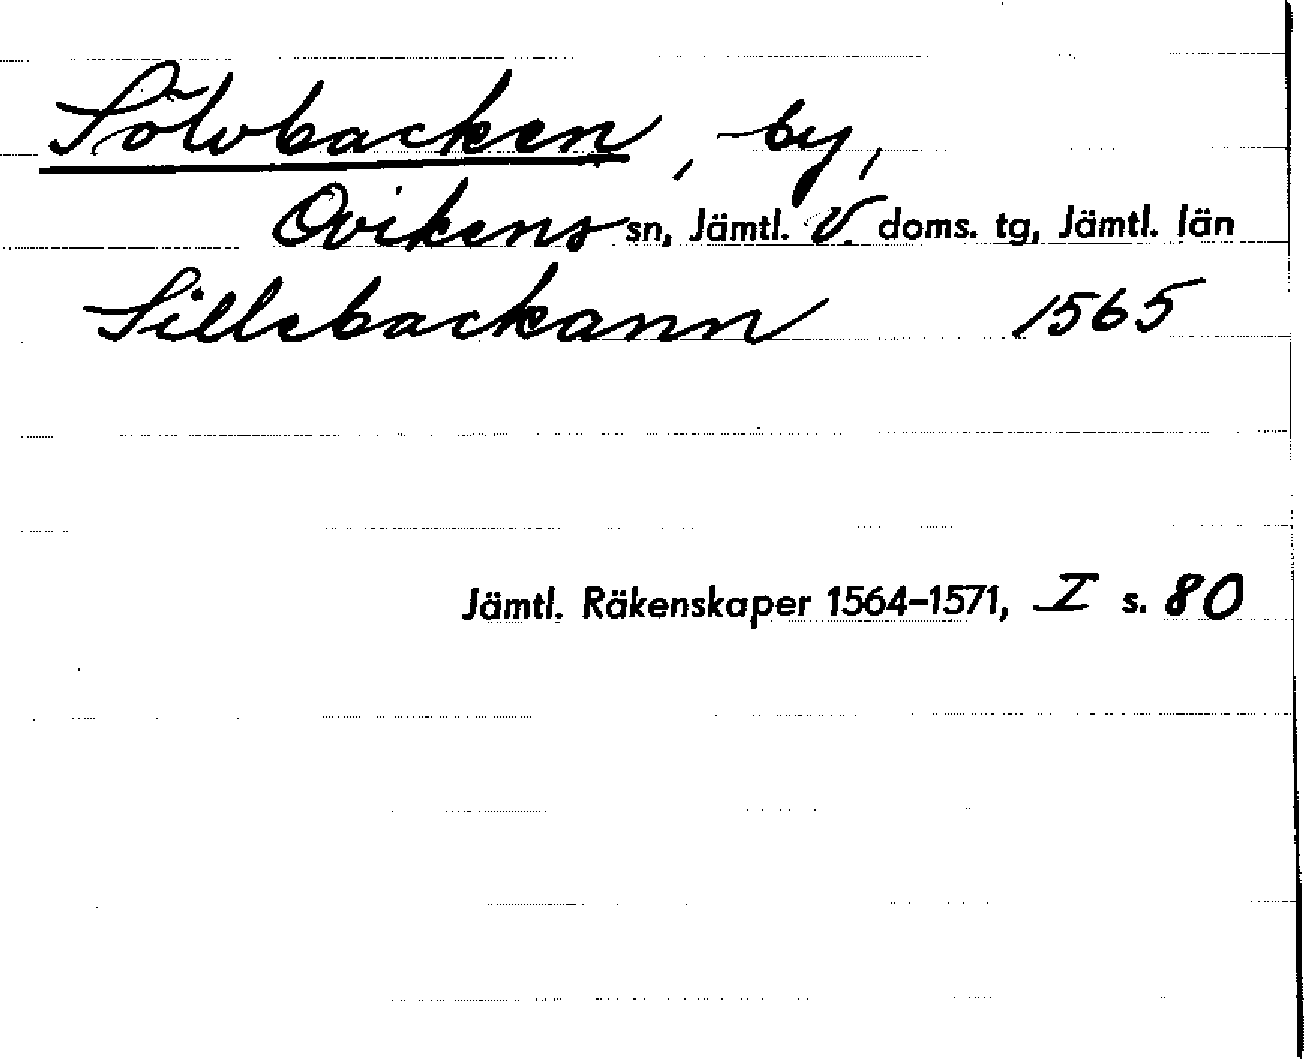 Sölvbacken, by,
Ovikens sn, Jämtl. V. doms. tg, Jämtl. län
Sillebackann 1565
Jämtl. Räkenskaper 1564-1571, I s. 80